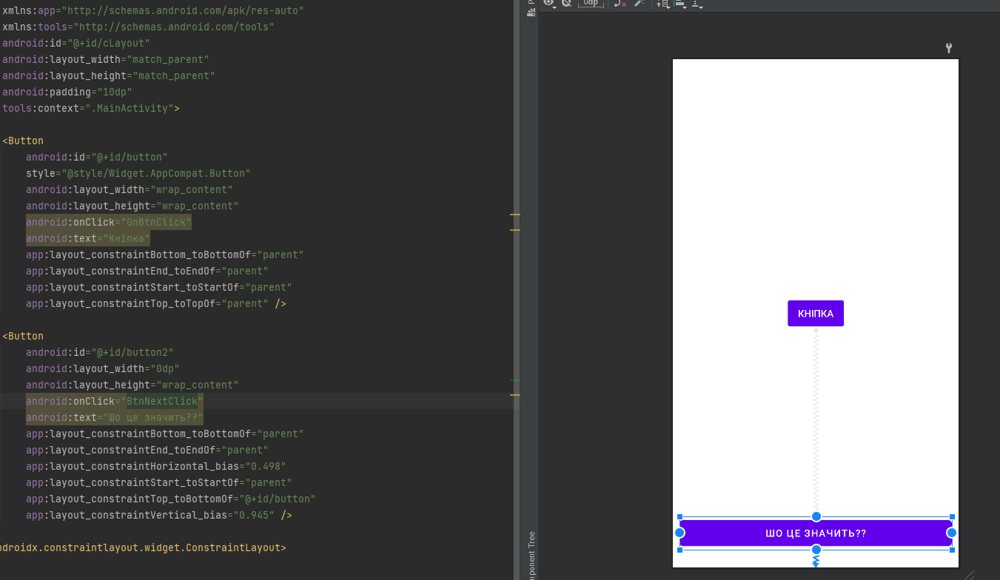 xmlns:app="http://schemas.android.com/apk/res-auto"
xmlns:tools="http://schemas.android.com/tools"
android:id="@+id/cLayout"
android:layout_width="match_parent"
android:layout_height="match_parent"
android:padding="10dp"
tools:context=".MainActivity">
<Button
android:id="@+id/button"
style="@style/Widget.AppCompat.Button"
android:layout_width="wrap_content"
android:layout_height="wrap_content"
android:onClick="OnBtnClick"
android:text="Кніпка"
app:layout_constraintBottom_toBottomOf="parent"
app:layout_constraintEnd_toEndOf="parent"
app:layout_constraintStart_toStartOf="parent"
app:layout_constraintTop_toTopOf="parent" />
<Button
android:id="@+id/button2"
android:layout_width="0dp"
android:layout_height="wrap_content"
android:onClick="BtnNextClick"
android:text="Шо це значить??"
app:layout_constraintBottom_toBottomOf="parent"
app:layout_constraintEnd_toEndOf="parent"
app:layout_constraintHorizontal_bias="0.498"
app:layout_constraintStart_toStartOf="parent"
app:layout_constraintTop_toBottomOf="@+id/button"
app:layout_constraintVertical_bias="0.945" />
ndroidx.constraintlayout.widget.ConstraintLayout>
0dp
КНІПКА
ШО ЦЕ ЗНАЧИТЬ??
ponent Tree